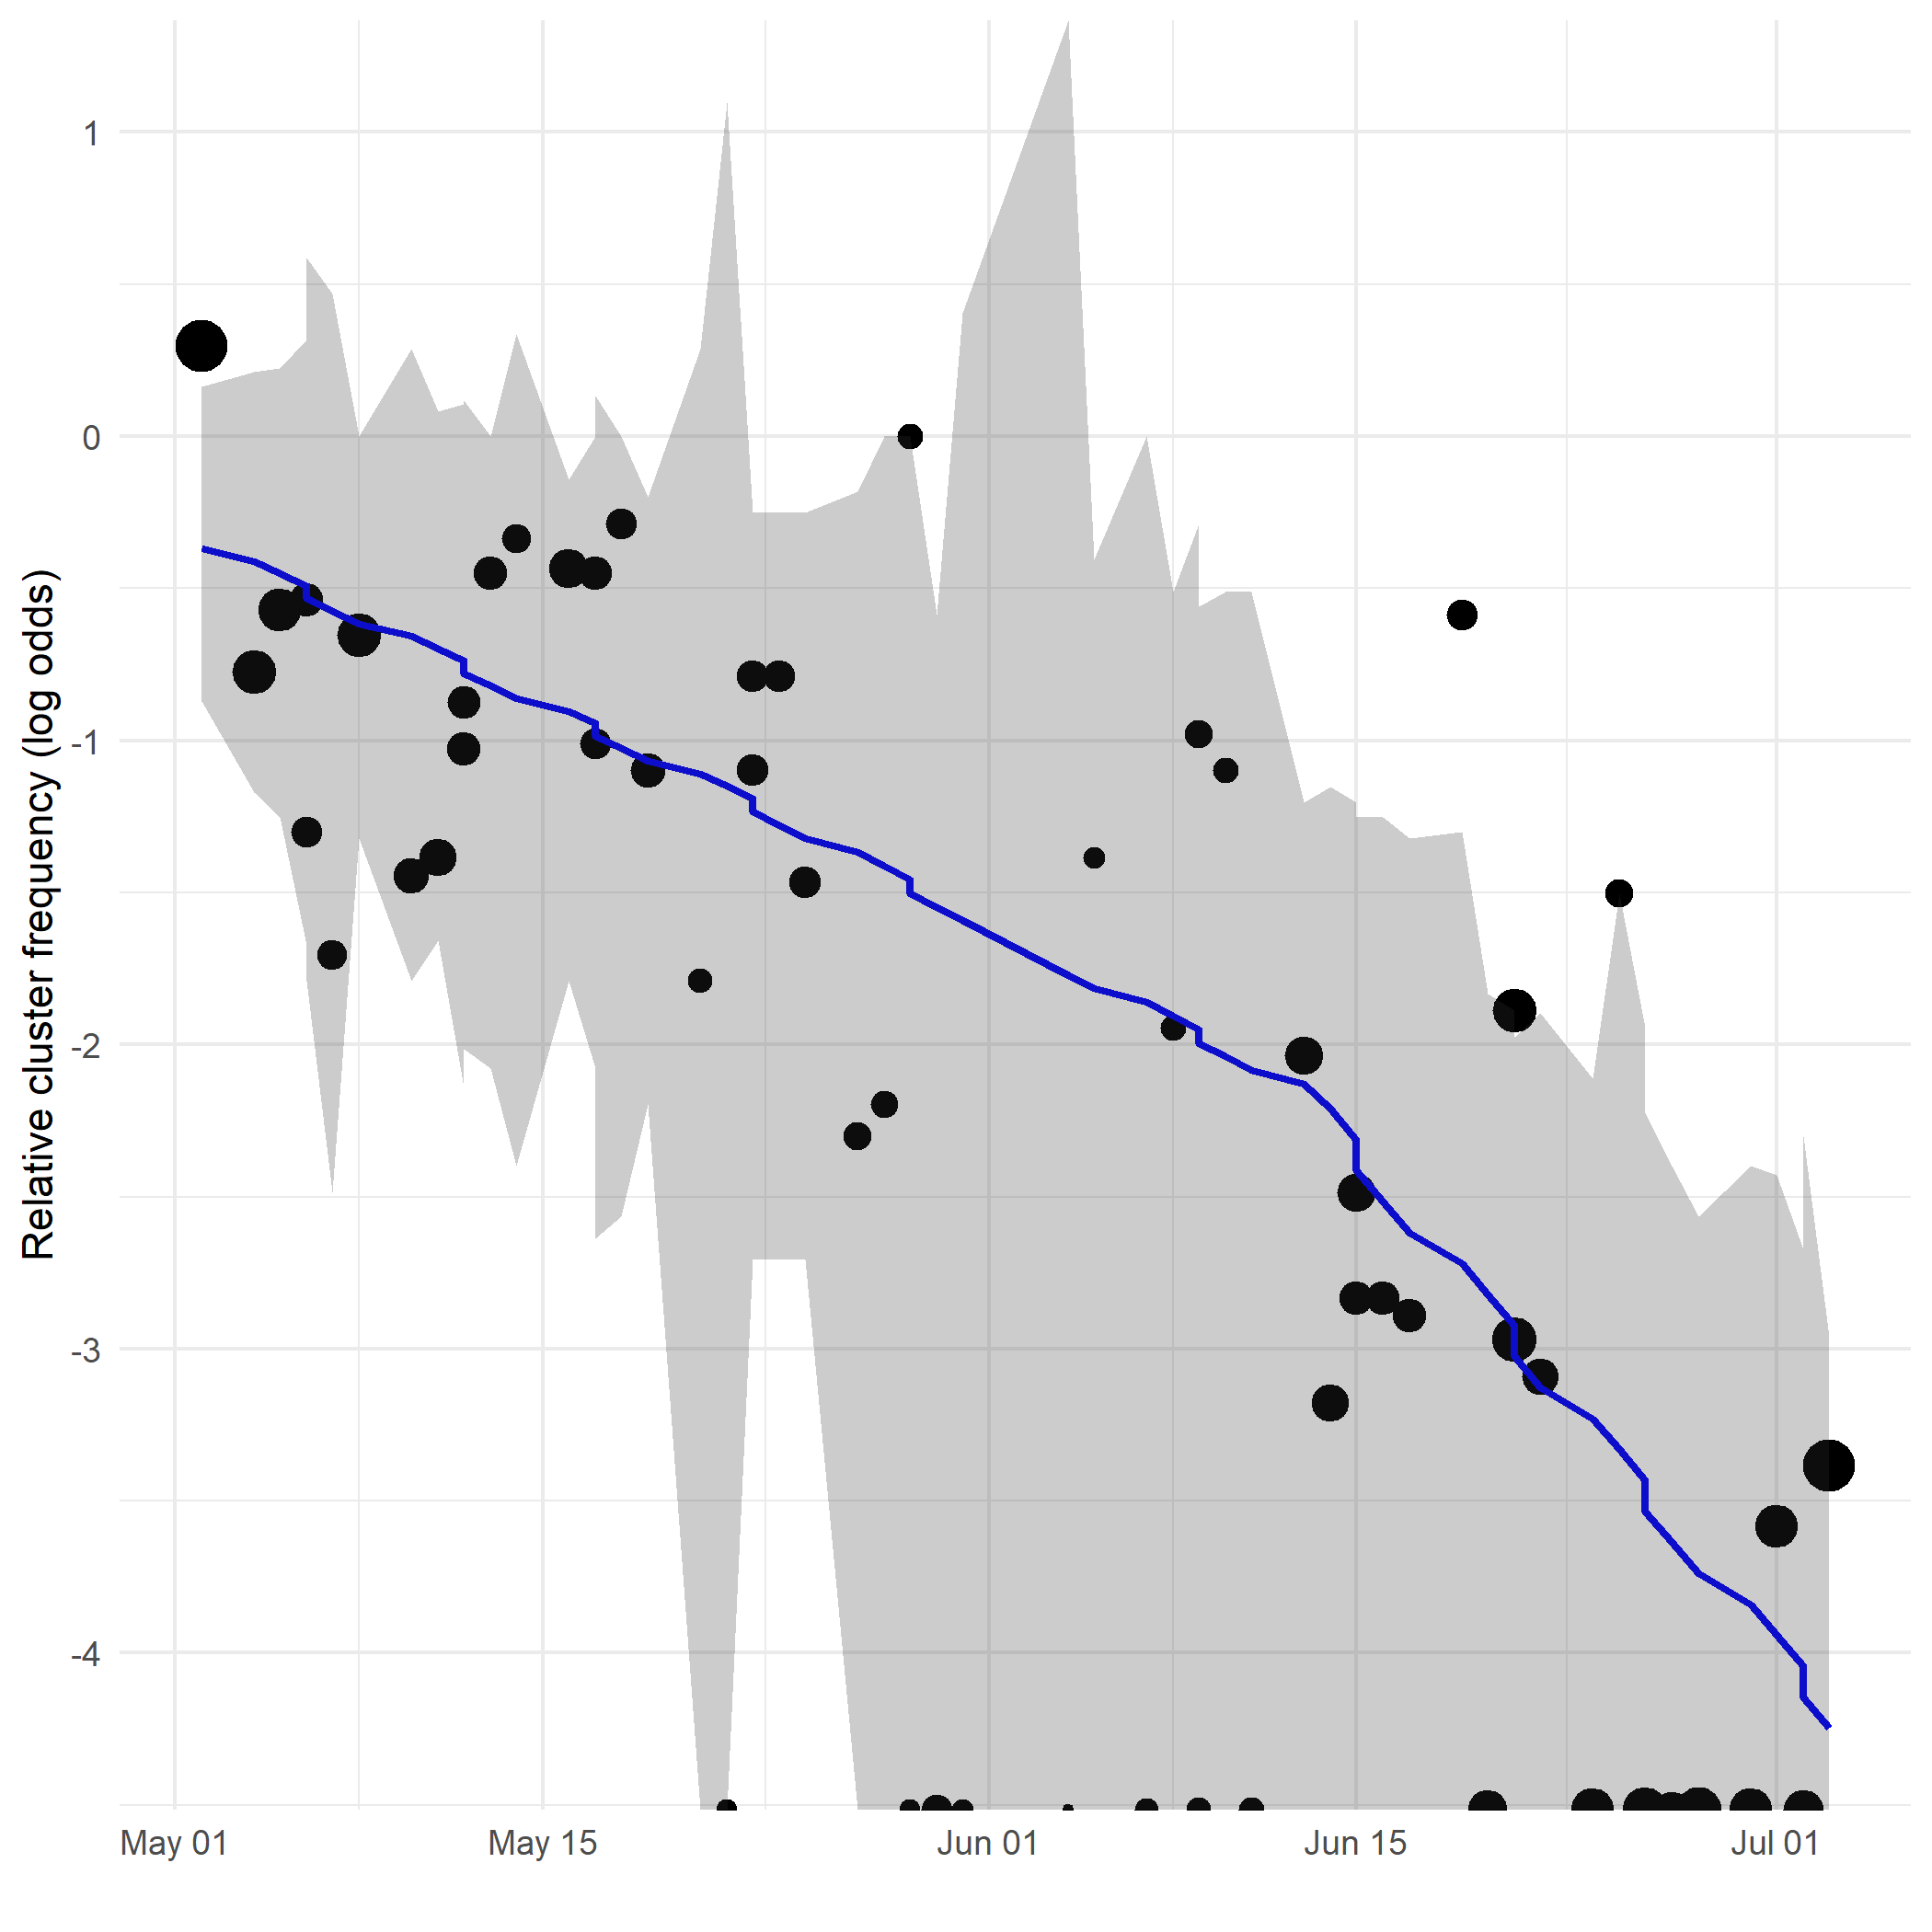 Relative cluster frequency (log odds)
1
0
-1
-2
-3
-4
May 01
May 15
Jun 01
Jun 15
Jul 01